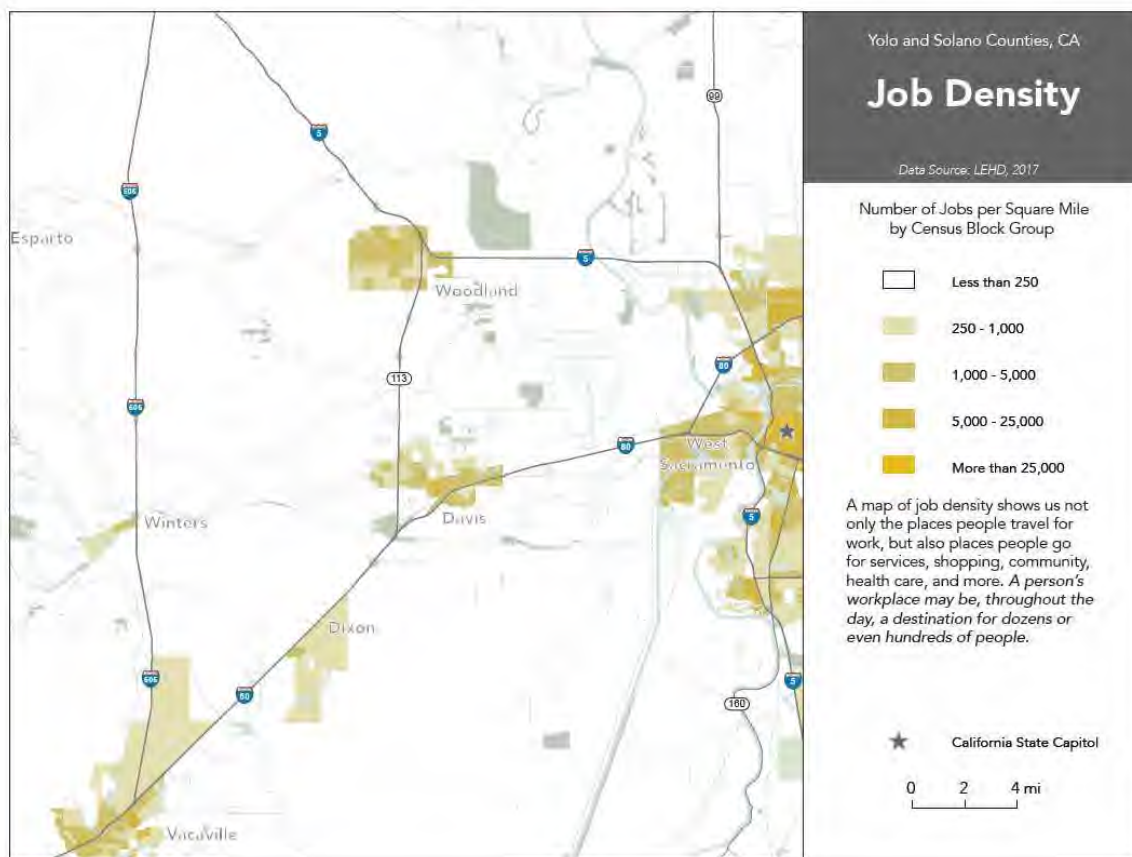 Yolo and Solano Counties, CA
Job Density
Data Source: LEHD, 2017
Number of Jobs per Square Mile
by Census Block Group
Less than 250
250 - 1,000
1,000 - 5,000
5,000 - 25,000
More than 25,000
A map of job density shows us not
only the places people travel for
work, but also places people go
for services, shopping, community,
health care, and more. A person's
workplace may be, throughout the
day, a destination for dozens or
even hundreds of people.
California State Capitol
0 2 4 mi
99
5
505
Esparto
5
Woodland
80
113
505
80
West
Sacramento
Winters
Davis
5
Dixon
505
80
160
5
Vacaville